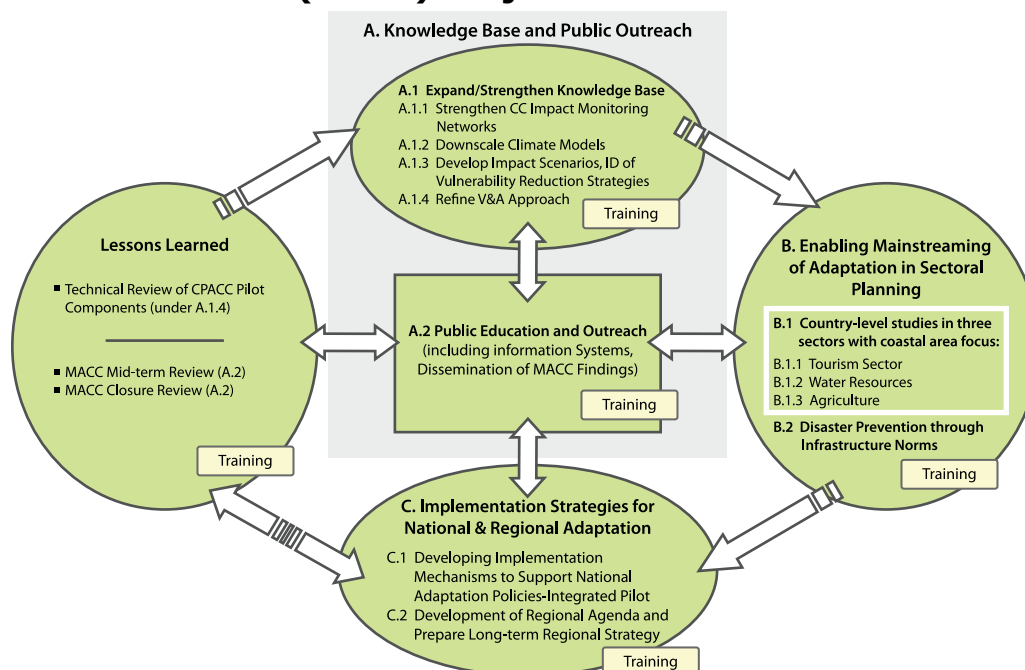 A. Knowledge Base and Public Outreach
A.1 Expand/Strengthen Knowledge Base
A.1.1 Strengthen CC Impact Monitoring
Networks
A.1.2 Downscale Climate Models
A.1.3 Develop Impact Scenarios, ID of
Vulnerability Reduction Strategies
A.1.4 Refine V&A Approach
Training
Lessons Learned
▪ Technical Review of CPACC Pilot
Components (under A.1.4)
▪ MACC Mid-term Review (A.2)
▪ MACC Closure Review (A.2)
Training
A.2 Public Education and Outreach
(including information Systems,
Dissemination of MACC Findings)
Training
B. Enabling Mainstreaming
of Adaptation in Sectoral
Planning
B.1 Country-level studies in three
sectors with coastal area focus:
B.1.1 Tourism Sector
B.1.2 Water Resources
B.1.3 Agriculture
B.2 Disaster Prevention through
Infrastructure Norms
Training
C. Implementation Strategies for
National & Regional Adaptation
C.1 Developing Implementation
Mechanisms to Support National
Adaptation Policies-Integrated Pilot
C.2 Development of Regional Agenda and
Prepare Long-term Regional Strategy
Training